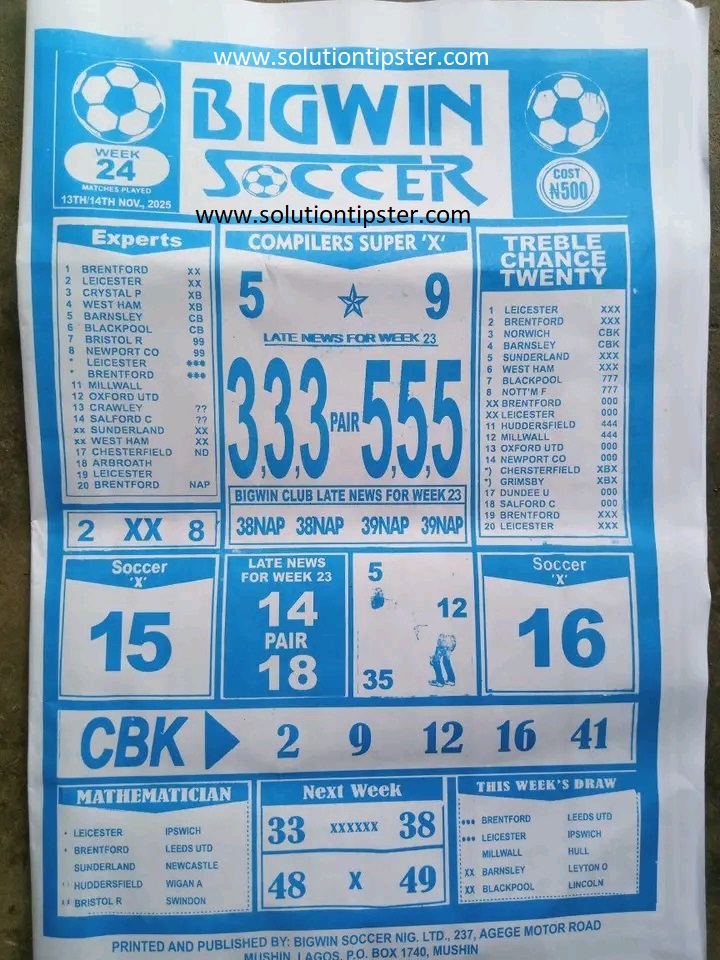 www.solutiontipster.com
BIGWIN
SOCCER
WEEK
24
MATCHES PLAYED
13TH/14TH NOV., 2025
COST
₦500
www.solutiontipster.com
Experts
1 BRENTFORD XX
2 LEICESTER XX
3 CRYSTAL P XB
4 WEST HAM XB
5 BARNSLEY CB
6 BLACKPOOL CB
7 BRISTOL R 99
8 NEWPORT CO 99
* LEICESTER ●●●
* BRENTFORD ●●●
11 MILLWALL
12 OXFORD UTD
13 CRAWLEY ??
14 SALFORD C ??
xx SUNDERLAND XX
xx WEST HAM XX
17 CHESTERFIELD ND
18 ARBROATH
19 LEICESTER
20 BRENTFORD NAP
2 XX 8
COMPILERS SUPER 'X'
5 ★ 9
LATE NEWS FOR WEEK 23
3,3,3 PAIR 5,5,5
BIGWIN CLUB LATE NEWS FOR WEEK 23
38NAP 38NAP 39NAP 39NAP
TREBLE
CHANCE
TWENTY
1 LEICESTER XXX
2 BRENTFORD XXX
3 NORWICH CBK
4 BARNSLEY CBK
5 SUNDERLAND XXX
6 WEST HAM XXX
7 BLACKPOOL 777
8 NOTT'M F 777
XX BRENTFORD 000
XX LEICESTER 000
11 HUDDERSFIELD 444
12 MILLWALL 444
13 OXFORD UTD 000
14 NEWPORT CO 000
*) CHERSTERFIELD XBX
*) GRIMSBY XBX
17 DUNDEE U 000
18 SALFORD C 000
19 BRENTFORD XXX
20 LEICESTER XXX
Soccer
'X'
15
LATE NEWS
FOR WEEK 23
14
PAIR
18
5
12
35
Soccer
'X'
16
CBK 2 9 12 16 41
MATHEMATICIAN
LEICESTER IPSWICH
BRENTFORD LEEDS UTD
SUNDERLAND NEWCASTLE
HUDDERSFIELD WIGAN A
BRISTOL R SWINDON
Next Week
33 XXXXXX 38
48 X 49
THIS WEEK'S DRAW
●●● BRENTFORD LEEDS UTD
●●● LEICESTER IPSWICH
MILLWALL HULL
XX BARNSLEY LEYTON O
XX BLACKPOOL LINCOLN
PRINTED AND PUBLISHED BY: BIGWIN SOCCER NIG. LTD., 237, AGEGE MOTOR ROAD
MUSHIN, LAGOS, P.O. BOX 1740, MUSHIN